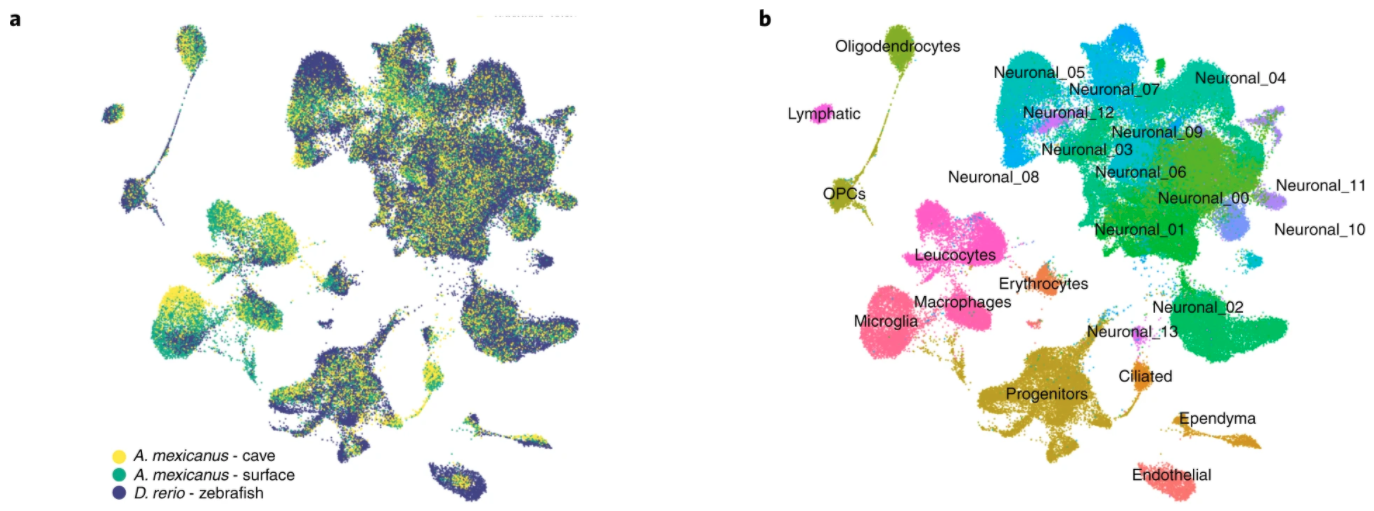 a
b
Oligodendrocytes
Neuronal_05
Neuronal_04
Neuronal_07
Lymphatic
Neuronal_12
Neuronal_09
Neuronal_03
Neuronal_06
Neuronal_08
Neuronal_11
OPCs
Neuronal_00
Neuronal_01
Neuronal_10
Leucocytes
Erythrocytes
Macrophages
Neuronal_02
Microglia
Neuronal_13
Ciliated
Progenitors
Ependyma
Endothelial
A. mexicanus - cave
A. mexicanus - surface
D. rerio - zebrafish